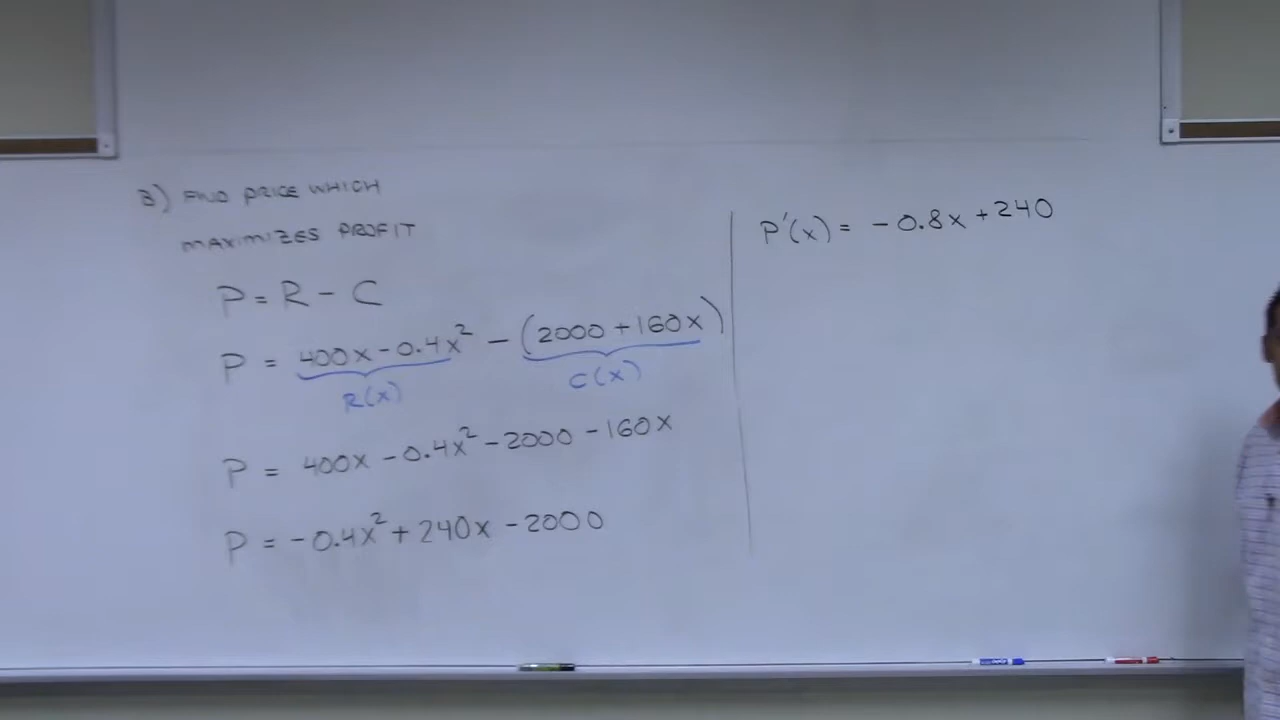 B) FIND PRICE WHICH
MAXIMIZES PROFIT
P = R - C
P = 400x - 0.4x² - (2000 + 160x)
R(x) C(x)
P = 400x - 0.4x² - 2000 - 160x
P = -0.4x² + 240x - 2000
P'(x) = -0.8x + 240